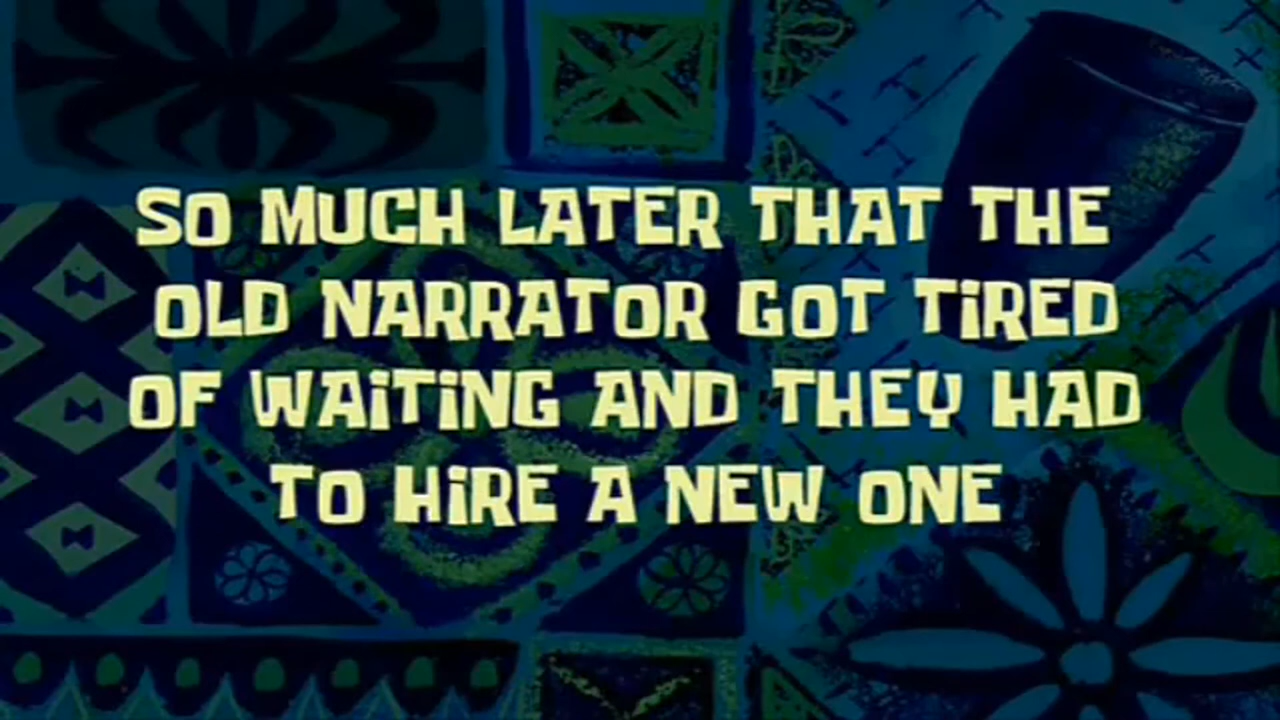 SO MUCH LATER THAT THE
OLD NARRATOR GOT TiRED
OF WAiTiNG AND THEY HAD
TO HiRE A NEW ONE